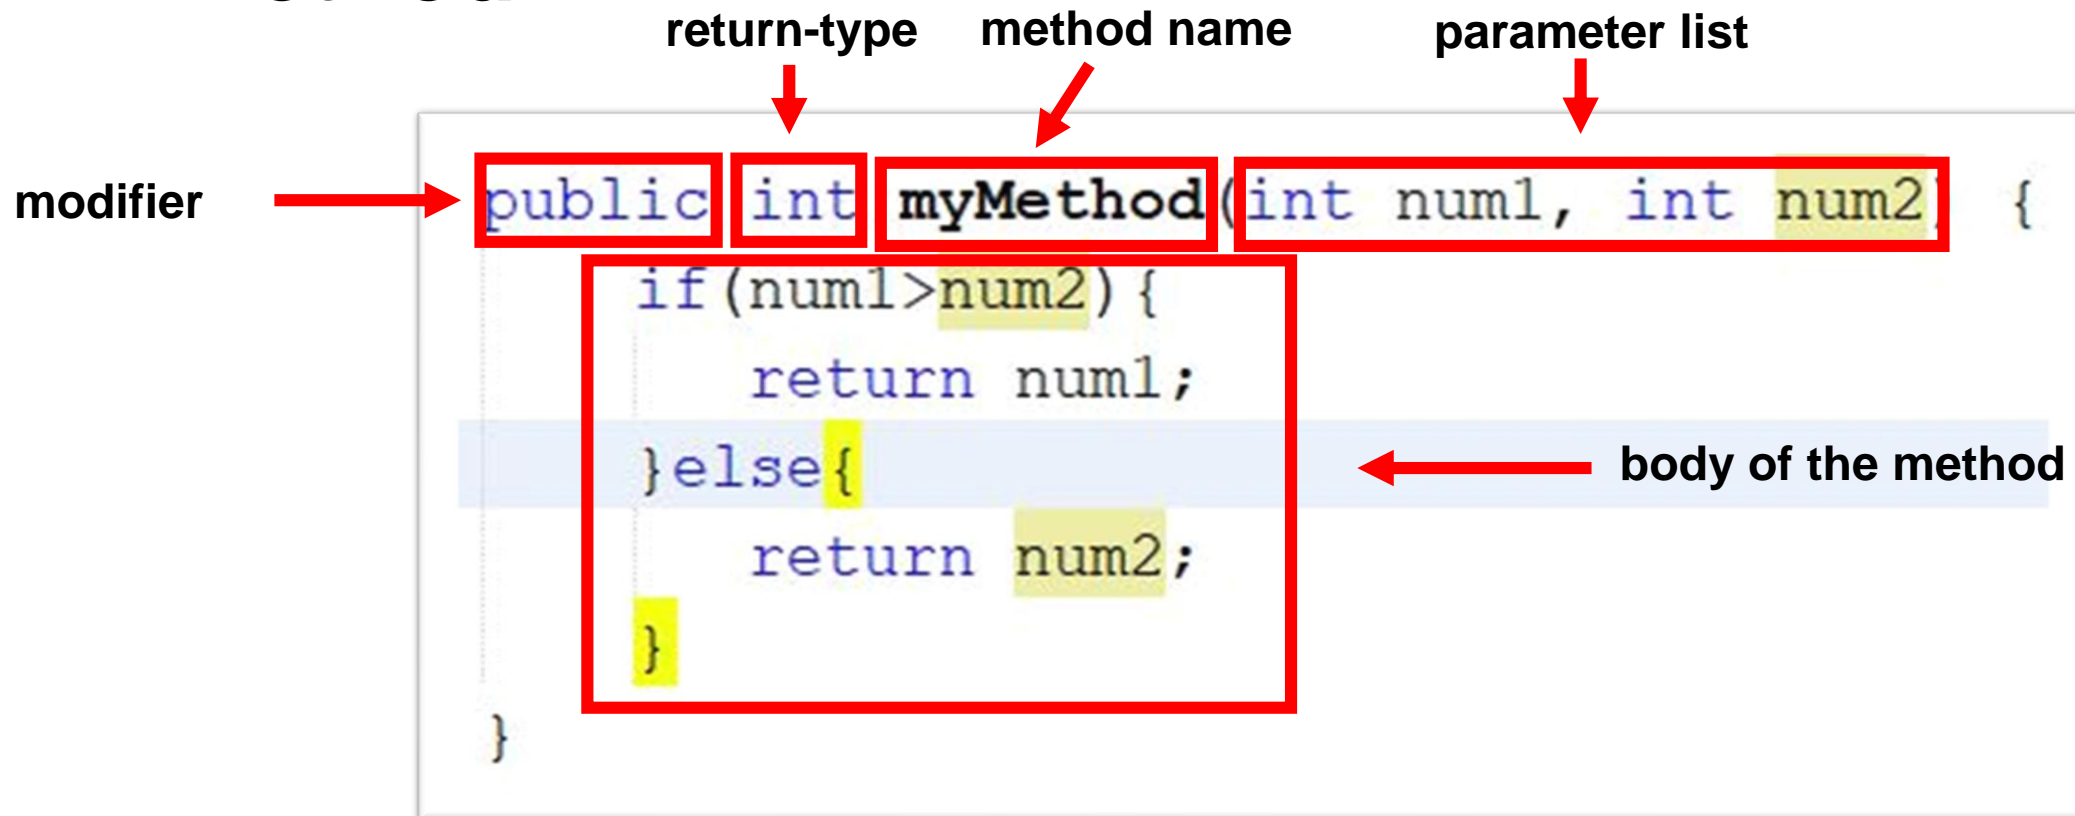 return-type method name parameter list
modifier
public int myMethod(int num1, int num2) {
if(num1>num2){
return num1;
}else{
body of the method
return num2;
}
}